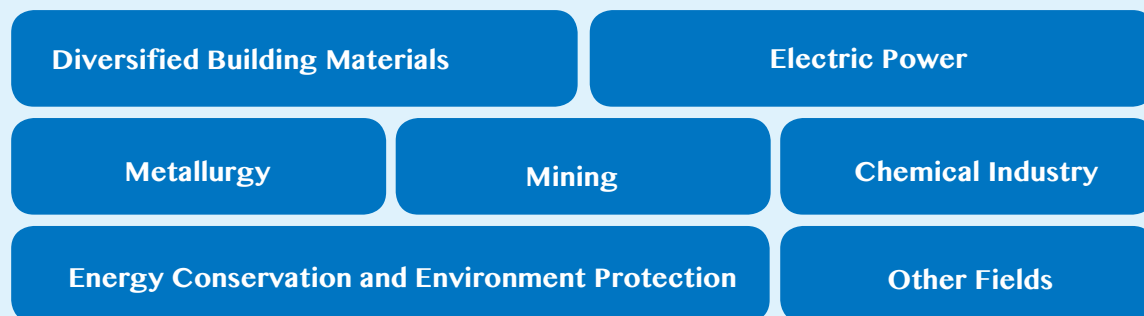 Diversified Building Materials
Electric Power
Metallurgy
Mining
Chemical Industry
Energy Conservation and Environment Protection
Other Fields